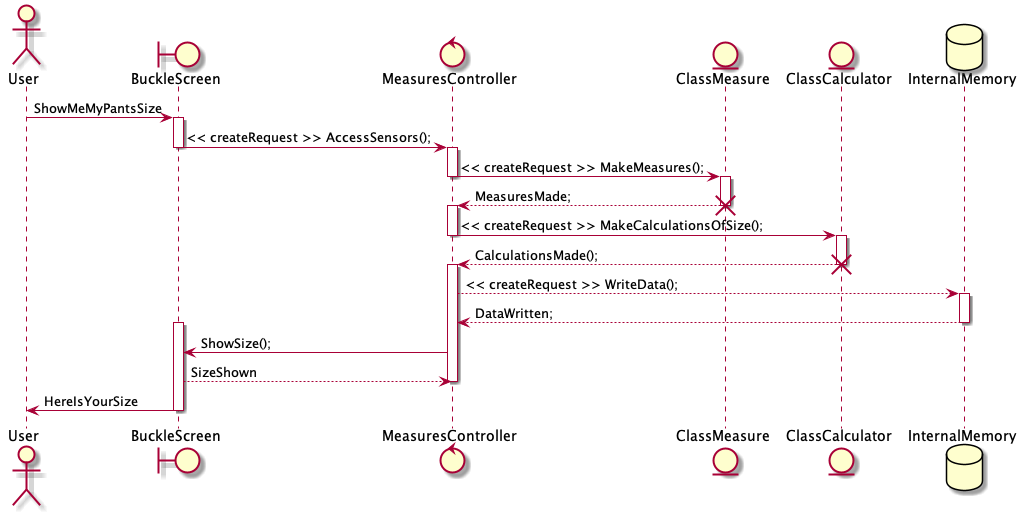 User
BuckleScreen
MeasuresController
ClassMeasure
ClassCalculator
InternalMemory
ShowMeMyPantsSize
<< createRequest >> AccessSensors();
<< createRequest >> MakeMeasures();
MeasuresMade;
<< createRequest >> MakeCalculationsOfSize();
CalculationsMade();
<< createRequest >> WriteData();
DataWritten;
ShowSize();
SizeShown
HereIsYourSize
User
BuckleScreen
MeasuresController
ClassMeasure
ClassCalculator
InternalMemory